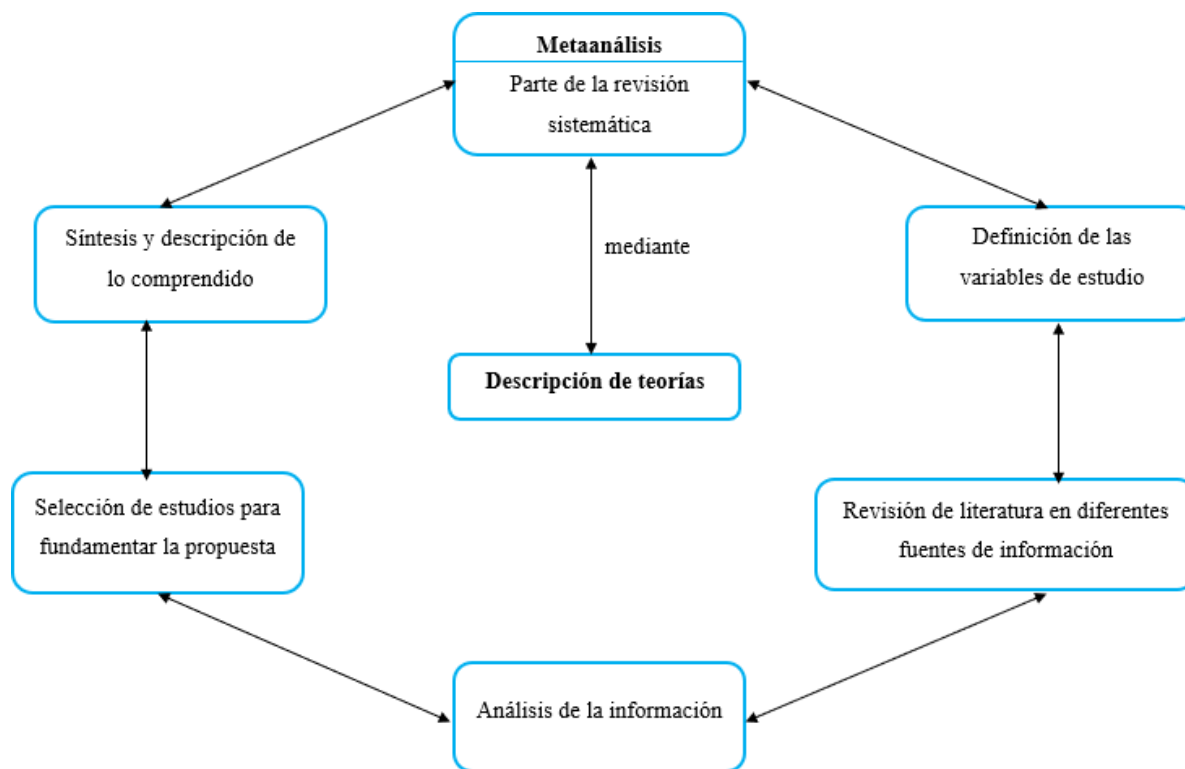 Metaanálisis
Parte de la revisión
sistemática
Síntesis y descripción de
lo comprendido
mediante
Definición de las
variables de estudio
Descripción de teorías
Selección de estudios para
fundamentar la propuesta
Revisión de literatura en diferentes
fuentes de información
Análisis de la información